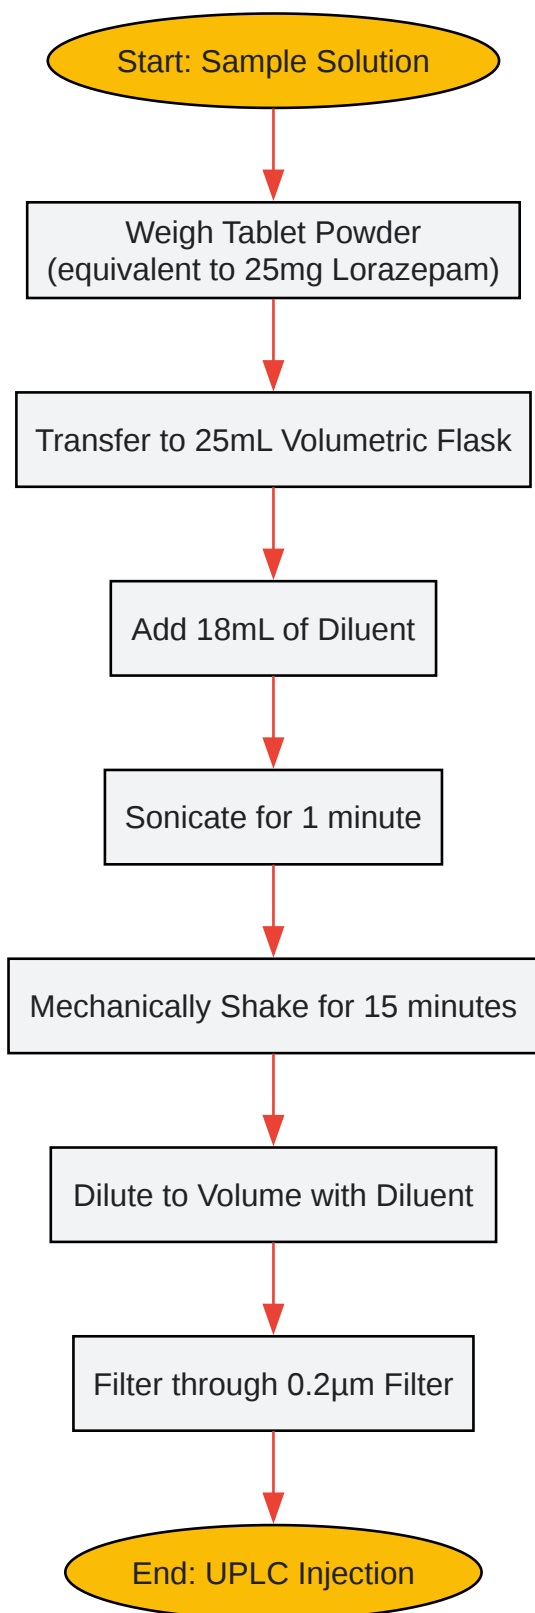 Start: Sample Solution
Weigh Tablet Powder
(equivalent to 25mg Lorazepam)
Transfer to 25mL Volumetric Flask
Add 18mL of Diluent
Sonicate for 1 minute
Mechanically Shake for 15 minutes
Dilute to Volume with Diluent
Filter through 0.2µm Filter
End: UPLC Injection